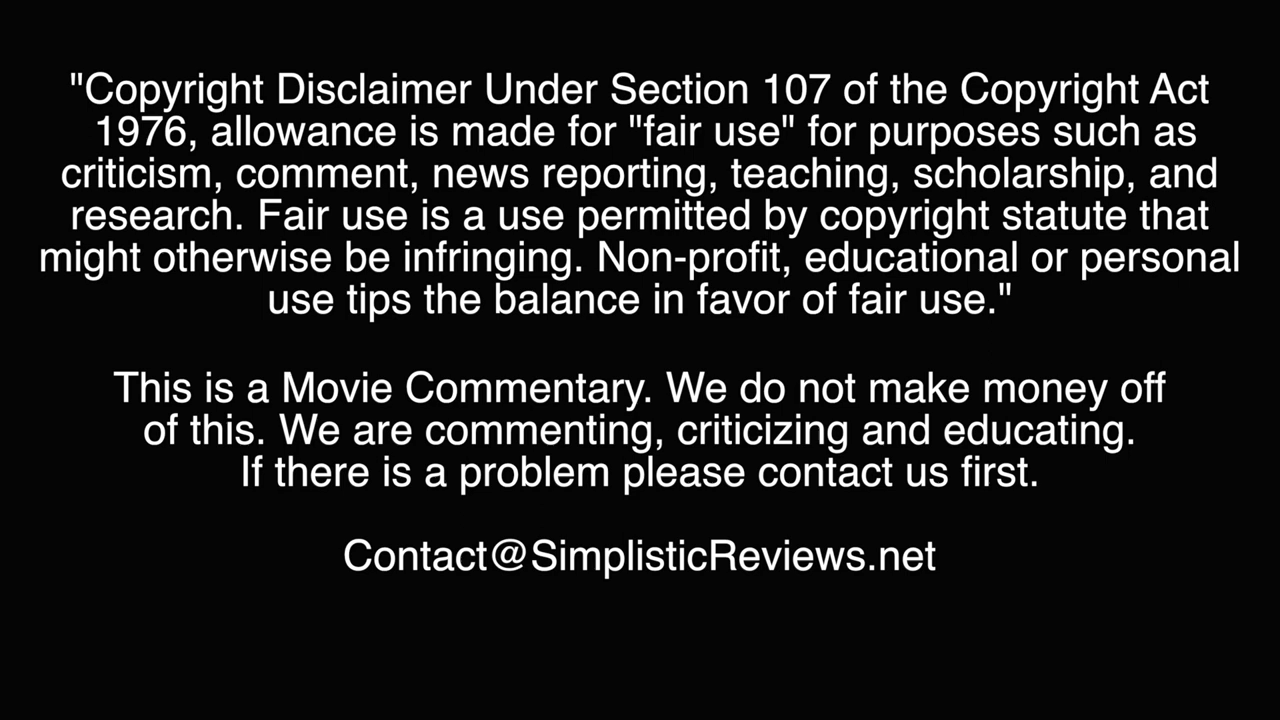 "Copyright Disclaimer Under Section 107 of the Copyright Act
1976, allowance is made for "fair use" for purposes such as
criticism, comment, news reporting, teaching, scholarship, and
research. Fair use is a use permitted by copyright statute that
might otherwise be infringing. Non-profit, educational or personal
use tips the balance in favor of fair use."
This is a Movie Commentary. We do not make money off
of this. We are commenting, criticizing and educating.
If there is a problem please contact us first.
Contact@SimplisticReviews.net